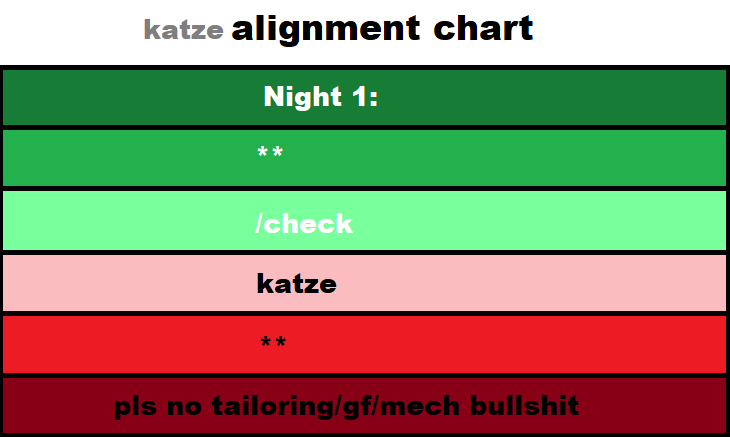 katze alignment chart
Night 1:
**
/check
katze
**
pls no tailoring/gf/mech bullshit